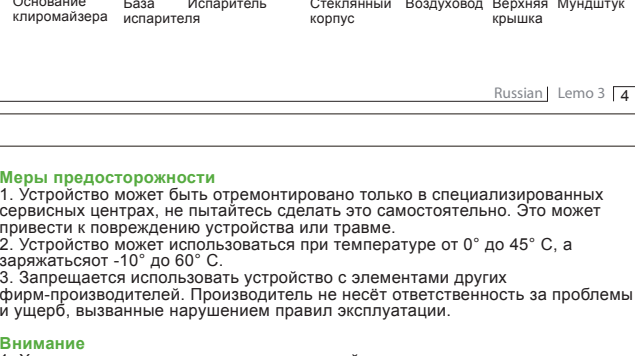 Основание База Испаритель Стеклянный Воздуховод Верхняя Мундштук
клиромайзера испарителя корпус крышка
Russian Lemo 3 4
Меры предосторожности
1. Устройство может быть отремонтировано только в специализированных
сервисных центрах, не пытайтесь сделать это самостоятельно. Это может
привести к повреждению устройства или травме.
2. Устройство может использоваться при температуре от 0° до 45° С, а
заряжатьсяот -10° до 60° С.
3. Запрещается использовать устройство с элементами других
фирм-производителей. Производитель не несёт ответственность за проблемы
и ущерб, вызванные нарушением правил эксплуатации.
Внимание